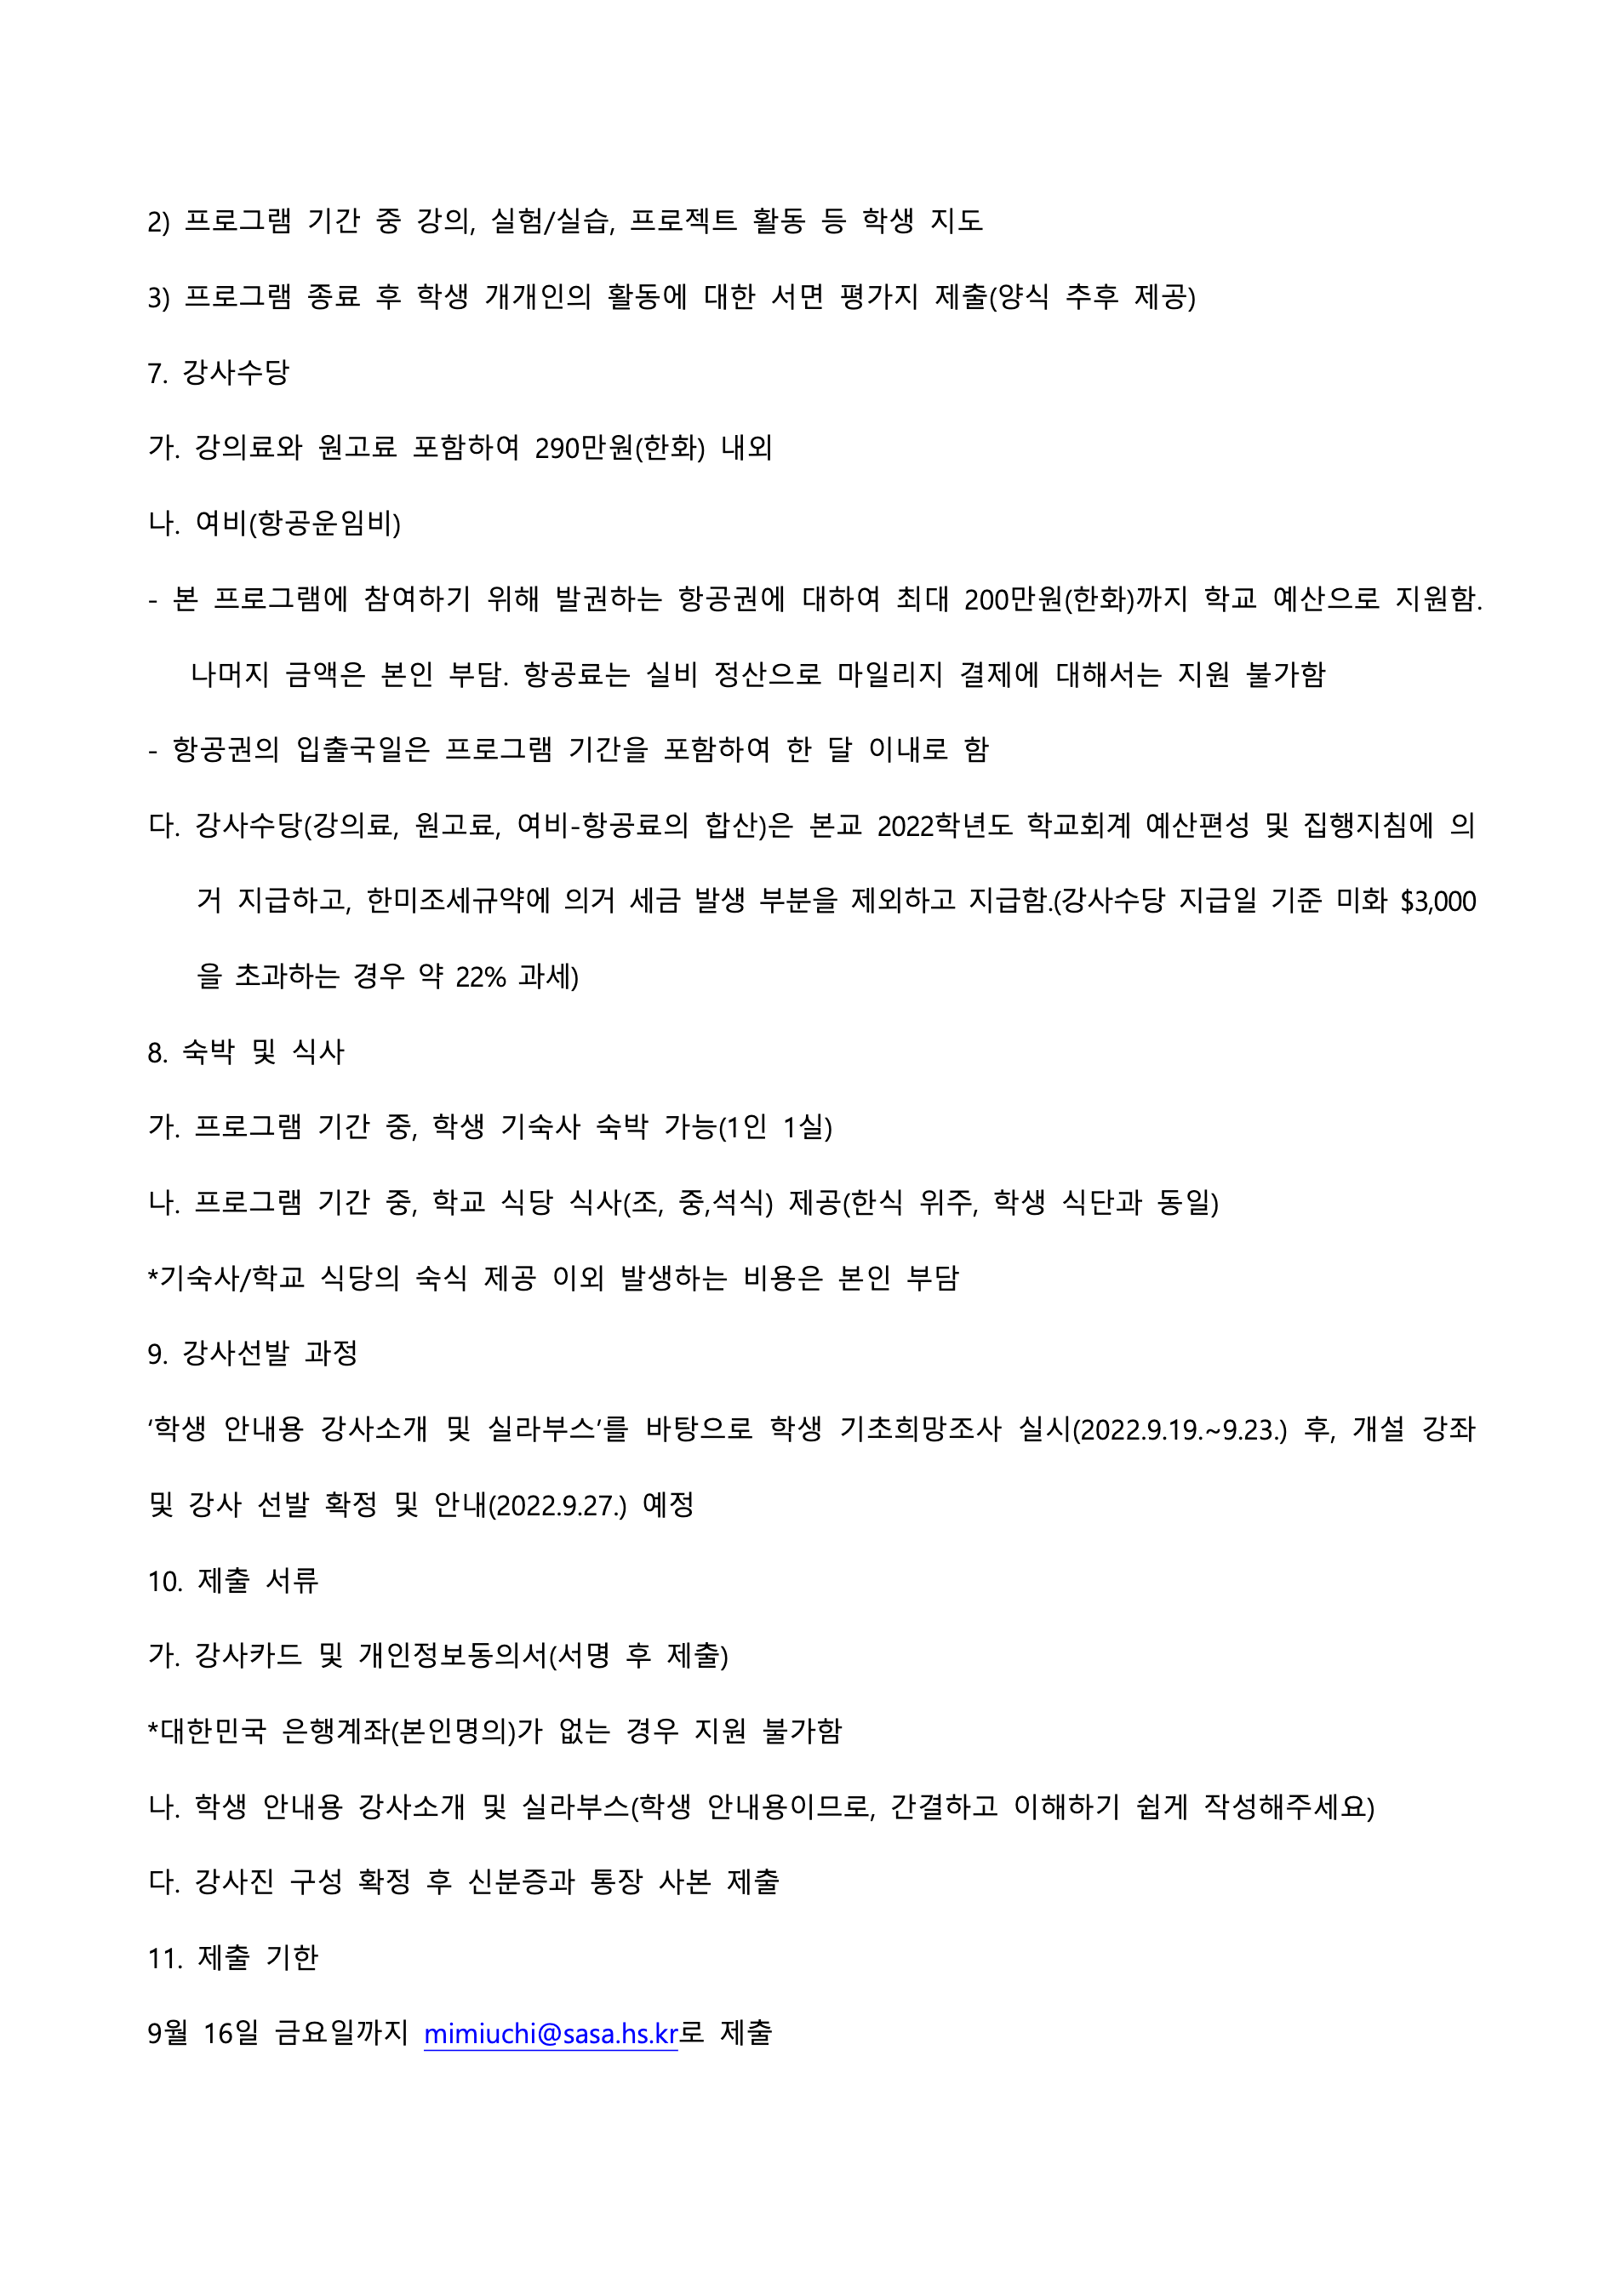 2) 프로그램 기간 중 강의, 실험/실습, 프로젝트 활동 등 학생 지도
3) 프로그램 종료 후 학생 개개인의 활동에 대한 서면 평가지 제출(양식 추후 제공)
7. 강사수당
가. 강의료와 원고료 포함하여 290만원(한화) 내외
나. 여비(항공운임비)
- 본 프로그램에 참여하기 위해 발권하는 항공권에 대하여 최대 200만원(한화)까지 학교 예산으로 지원함.
나머지 금액은 본인 부담. 항공료는 실비 정산으로 마일리지 결제에 대해서는 지원 불가함
- 항공권의 입출국일은 프로그램 기간을 포함하여 한 달 이내로 함
다. 강사수당(강의료, 원고료, 여비-항공료의 합산)은 본교 2022학년도 학교회계 예산편성 및 집행지침에 의
거 지급하고, 한미조세규약에 의거 세금 발생 부분을 제외하고 지급함.(강사수당 지급일 기준 미화 $3,000
을 초과하는 경우 약 22% 과세)
8. 숙박 및 식사
가. 프로그램 기간 중, 학생 기숙사 숙박 가능(1인 1실)
나. 프로그램 기간 중, 학교 식당 식사(조, 중,석식) 제공(한식 위주, 학생 식단과 동일)
*기숙사/학교 식당의 숙식 제공 이외 발생하는 비용은 본인 부담
9. 강사선발 과정
‘학생 안내용 강사소개 및 실라부스’를 바탕으로 학생 기초희망조사 실시(2022.9.19.~9.23.) 후, 개설 강좌
및 강사 선발 확정 및 안내(2022.9.27.) 예정
10. 제출 서류
가. 강사카드 및 개인정보동의서(서명 후 제출)
*대한민국 은행계좌(본인명의)가 없는 경우 지원 불가함
나. 학생 안내용 강사소개 및 실라부스(학생 안내용이므로, 간결하고 이해하기 쉽게 작성해주세요)
다. 강사진 구성 확정 후 신분증과 통장 사본 제출
11. 제출 기한
9월 16일 금요일까지 mimiuchi@sasa.hs.kr로 제출